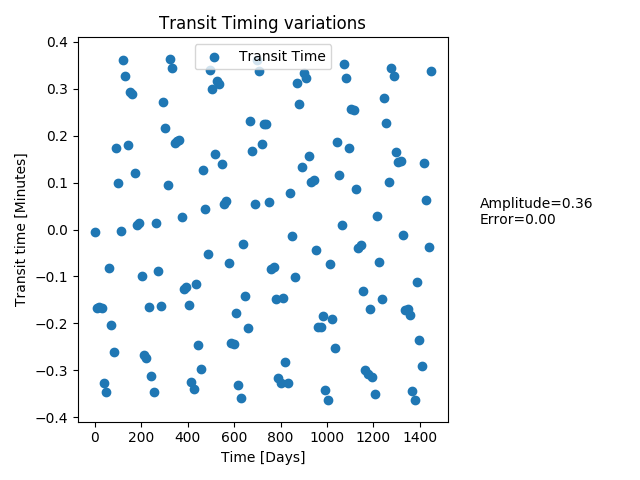 Transit Timing variations
Transit Time
Transit time [Minutes]
0.4
0.3
0.2
0.1
0.0
−0.1
−0.2
−0.3
−0.4
0 200 400 600 800 1000 1200 1400
Time [Days]
Amplitude=0.36
Error=0.00